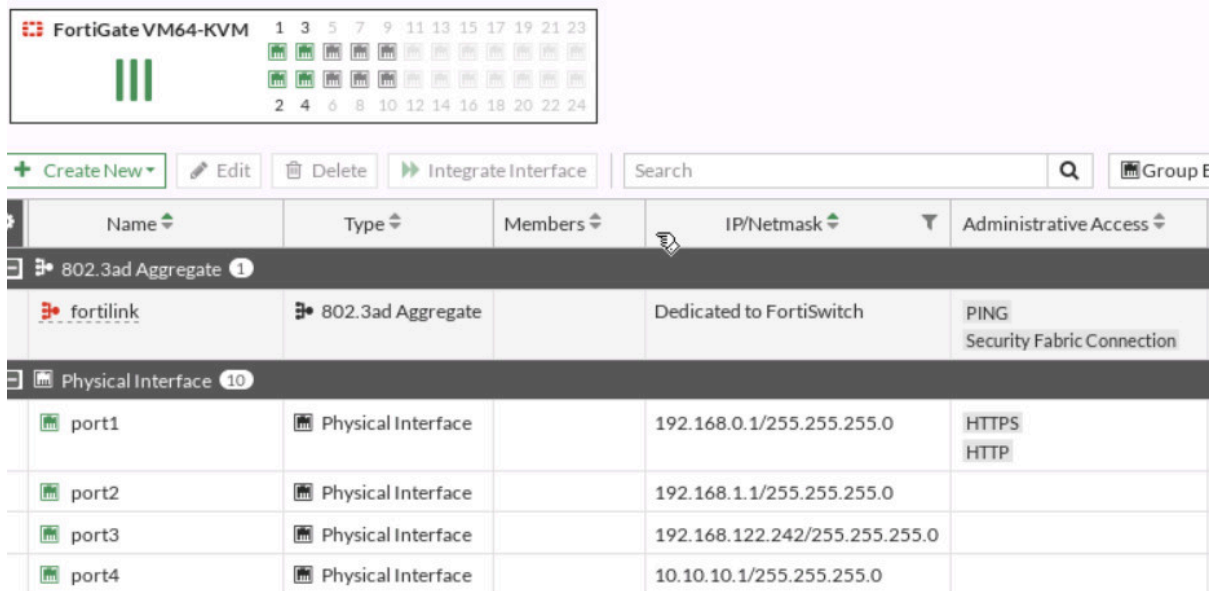 FortiGate VM64-KVM
1 3 5 7 9 11 13 15 17 19 21 23
2 4 6 8 10 12 14 16 18 20 22 24
+ Create New Edit Delete Integrate Interface Search Group
Name Type Members IP/Netmask Administrative Access
802.3ad Aggregate 1
fortilink 802.3ad Aggregate Dedicated to FortiSwitch PING
Security Fabric Connection
Physical Interface 10
port1 Physical Interface 192.168.0.1/255.255.255.0 HTTPS
HTTP
port2 Physical Interface 192.168.1.1/255.255.255.0
port3 Physical Interface 192.168.122.242/255.255.255.0
port4 Physical Interface 10.10.10.1/255.255.255.0